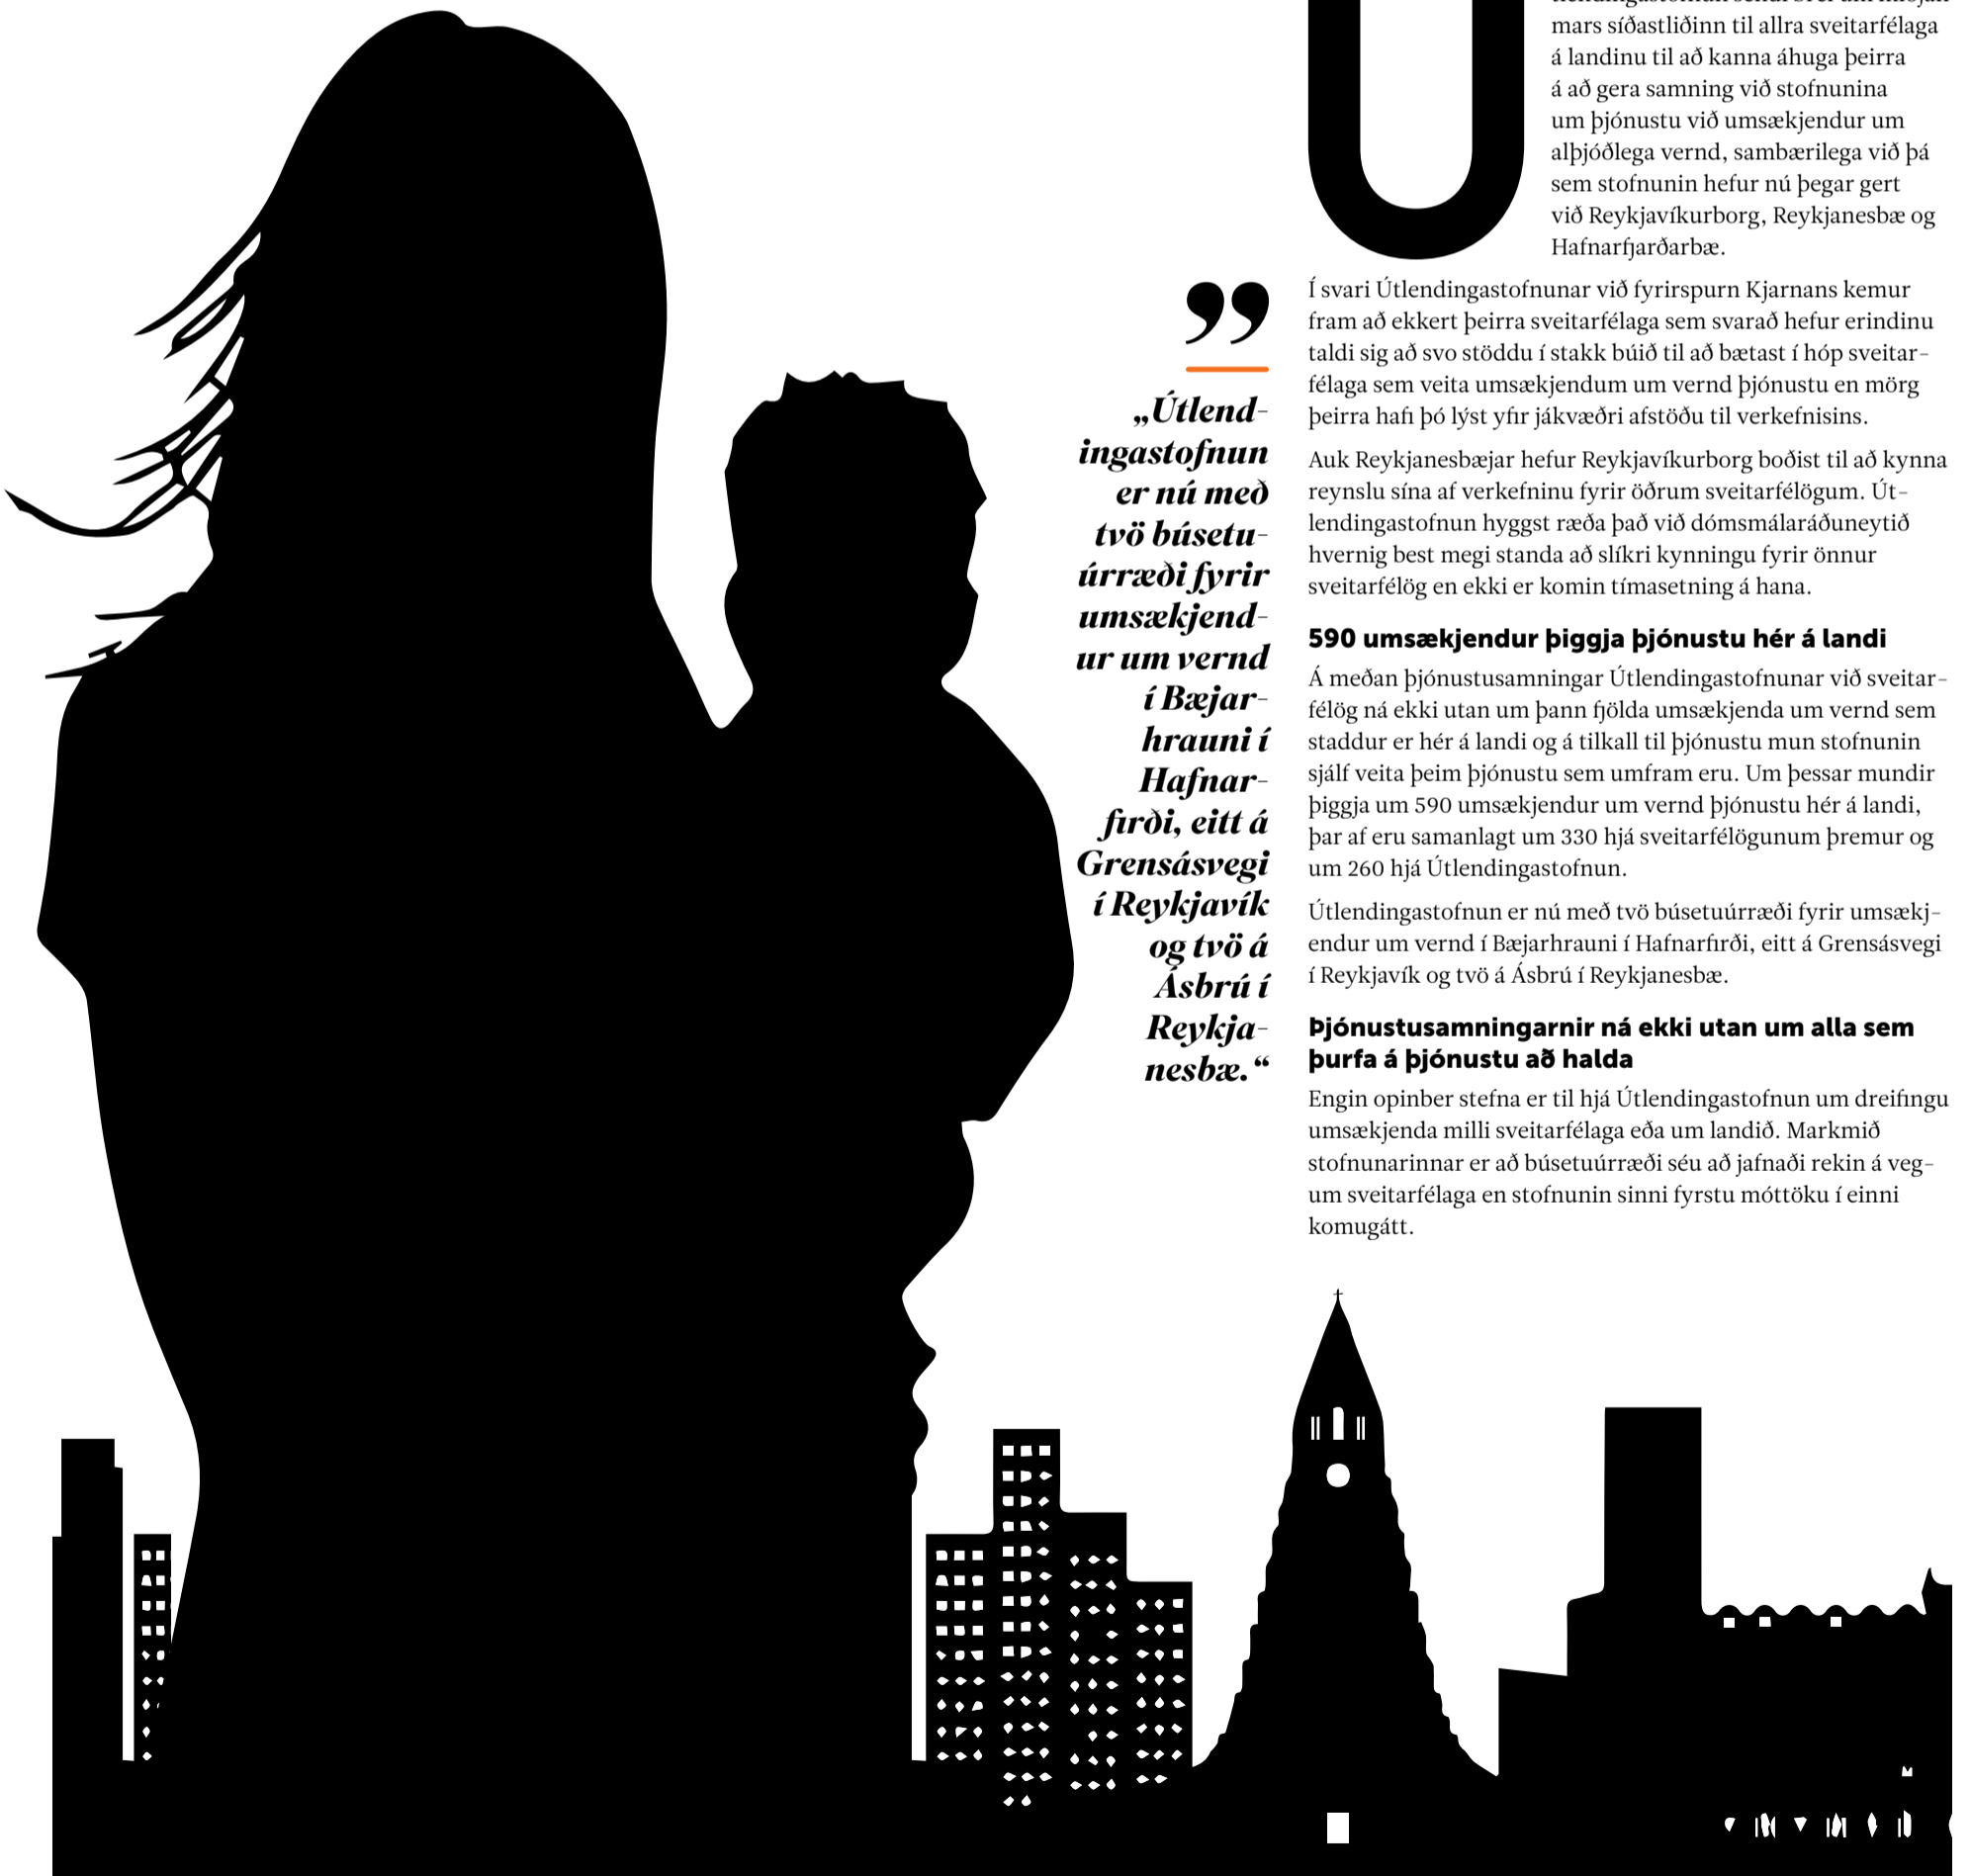 U
mars síðastliðinn til allra sveitarfélaga
á landinu til að kanna áhuga þeirra
á að gera samning við stofnunina
um þjónustu við umsækjendur um
alþjóðlega vernd, sambærilega við þá
sem stofnunin hefur nú þegar gert
við Reykjavíkurborg, Reykjanesbæ og
Hafnarfjarðarbæ.
Í svari Útlendingastofnunar við fyrirspurn Kjarnans kemur
fram að ekkert þeirra sveitarfélaga sem svarað hefur erindinu
taldi sig að svo stöddu í stakk búið til að bætast í hóp sveitar-
félaga sem veita umsækjendum um vernd þjónustu en mörg
þeirra hafi þó lýst yfir jákvæðri afstöðu til verkefnisins.
Auk Reykjanesbæjar hefur Reykjavíkurborg boðist til að kynna
reynslu sína af verkefninu fyrir öðrum sveitarfélögum. Út-
lendingastofnun hyggst ræða það við dómsmálaráðuneytið
hvernig best megi standa að slíkri kynningu fyrir önnur
sveitarfélög en ekki er komin tímasetning á hana.
590 umsækjendur þiggja þjónustu hér á landi
Á meðan þjónustusamningar Útlendingastofnunar við sveitar-
félög ná ekki utan um þann fjölda umsækjenda um vernd sem
staddur er hér á landi og á tilkall til þjónustu mun stofnunin
sjálf veita þeim þjónustu sem umfram eru. Um þessar mundir
þiggja um 590 umsækjendur um vernd þjónustu hér á landi,
þar af eru samanlagt um 330 hjá sveitarfélögunum þremur og
um 260 hjá Útlendingastofnun.
Útlendingastofnun er nú með tvö búsetuúrræði fyrir umsækj-
endur um vernd í Bæjarhrauni í Hafnarfirði, eitt á Grensásvegi
í Reykjavík og tvö á Ásbrú í Reykjanesbæ.
Þjónustusamningarnir ná ekki utan um alla sem
þurfa á þjónustu að halda
Engin opinber stefna er til hjá Útlendingastofnun um dreifingu
umsækjenda milli sveitarfélaga eða um landið. Markmið
stofnunarinnar er að búsetuúrræði séu að jafnaði rekin á veg-
um sveitarfélaga en stofnunin sinni fyrstu móttöku í einni
komugátt.
”
„Útlend-
ingastofnun
er nú með
tvö búsetu-
úrræði fyrir
umsækjend-
ur um vernd
í Bæjar-
hrauni í
Hafnar-
firði, eitt á
Grensásvegi
í Reykjavík
og tvö á
Ásbrú í
Reykja-
nesbæ.“